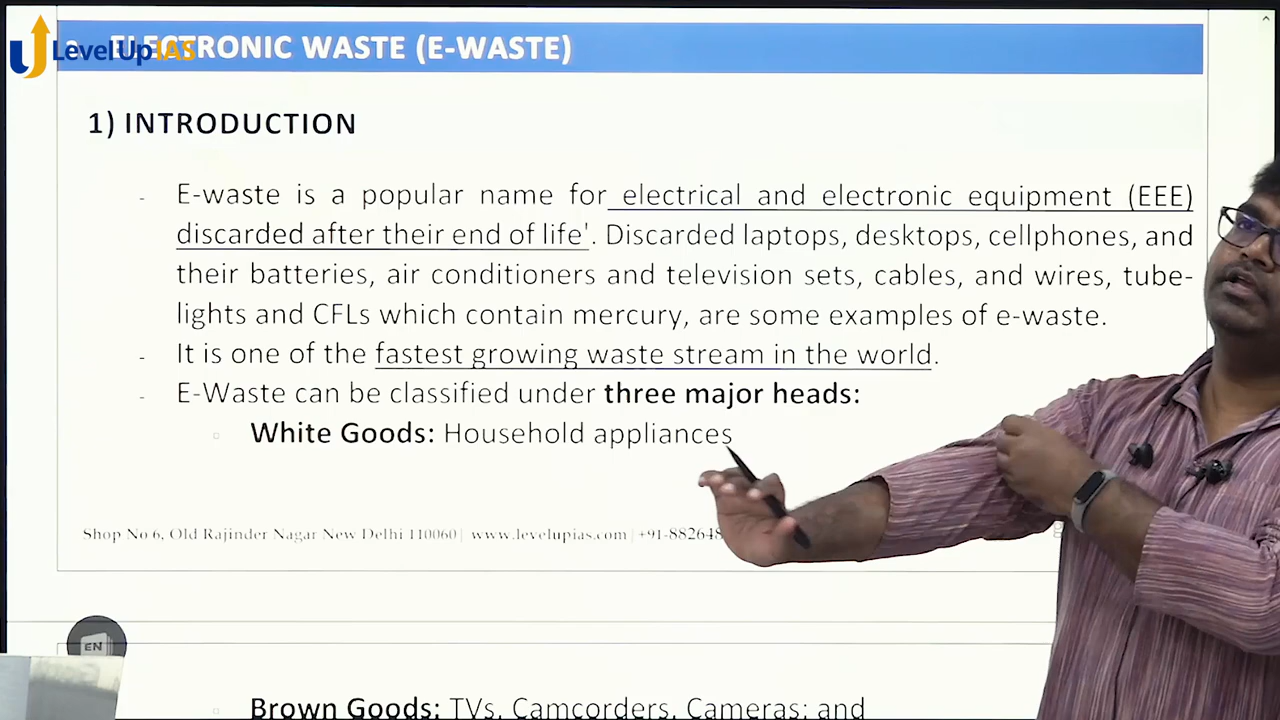 LevelUp IAS
ELECTRONIC WASTE (E-WASTE)
1) INTRODUCTION
- E-waste is a popular name for electrical and electronic equipment (EEE)
discarded after their end of life'. Discarded laptops, desktops, cellphones, and
their batteries, air conditioners and television sets, cables, and wires, tube-
lights and CFLs which contain mercury, are some examples of e-waste.
- It is one of the fastest growing waste stream in the world.
- E-Waste can be classified under three major heads:
White Goods: Household appliances
Shop No 6, Old Rajinder Nagar New Delhi 110060 | www.levelupias.com | +91-88264
EN
Brown Goods: TVs, Camcorders, Cameras; and